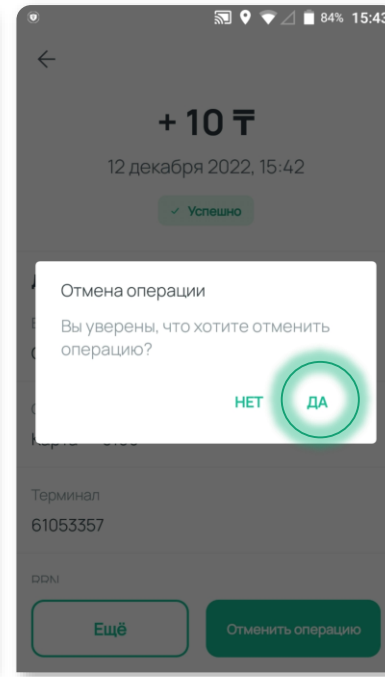 84% 15:43
+ 10 ₸
12 декабря 2022, 15:42
✓ Успешно
Отмена операции
Вы уверены, что хотите отменить
операцию?
НЕТ ДА
Терминал
61053357
RRN
Ещё Отменить операцию